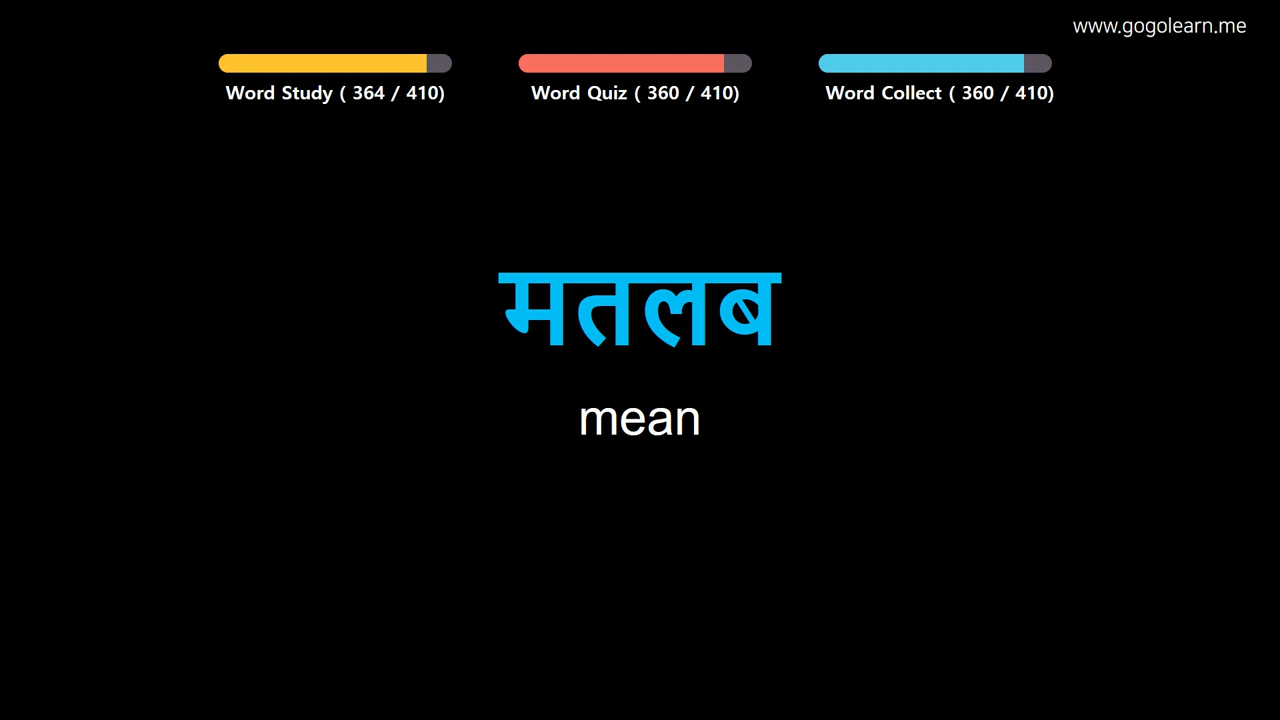 www.gogolearn.me
Word Study ( 364 / 410)
Word Quiz ( 360 / 410)
Word Collect ( 360 / 410)
मतलब
mean